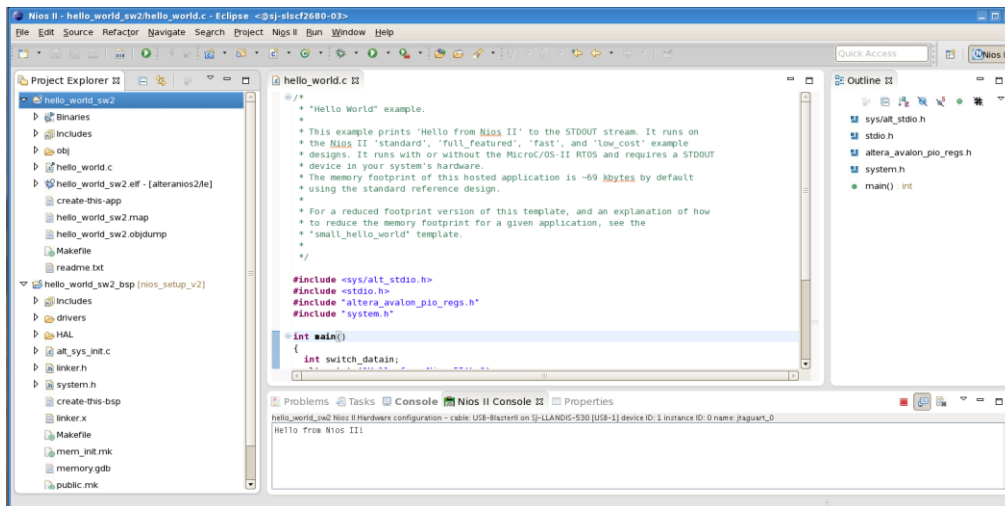 Nios II - hello_world_sw2/hello_world.c - Eclipse <@sj-slscf2680-03>
File Edit Source Refactor Navigate Search Project Nios II Run Window Help
Quick Access
Nios I
Project Explorer
hello_world_sw2
Binaries
Includes
obj
hello_world.c
hello_world_sw2.elf - [alteranios2/le]
create-this-app
hello_world_sw2.map
hello_world_sw2.objdump
Makefile
readme.txt
hello_world_sw2_bsp [nios_setup_v2]
Includes
drivers
HAL
alt_sys_init.c
linker.h
system.h
create-this-bsp
linker.x
Makefile
mem_init.mk
memory.gdb
public.mk
hello_world.c
/*
* "Hello World" example.
*
* This example prints 'Hello from Nios II' to the STDOUT stream. It runs on
* the Nios II 'standard', 'full_featured', 'fast', and 'low_cost' example
* designs. It runs with or without the MicroC/OS-II RTOS and requires a STDOUT
* device in your system's hardware.
* The memory footprint of this hosted application is ~69 kbytes by default
* using the standard reference design.
*
* For a reduced footprint version of this template, and an explanation of how
* to reduce the memory footprint for a given application, see the
* "small_hello_world" template.
*
*/
#include <sys/alt_stdio.h>
#include <stdio.h>
#include "altera_avalon_pio_regs.h"
#include "system.h"
int main()
{
int switch_datain;
Outline
sys/alt_stdio.h
stdio.h
altera_avalon_pio_regs.h
system.h
main() : int
Problems Tasks Console Nios II Console Properties
hello_world_sw2 Nios II Hardware configuration - cable: USB-BlasterII on SJ-LLANDIS-530 [USB-1] device ID: 1 instance ID: 0 name: jtaguart_0
Hello from Nios II!